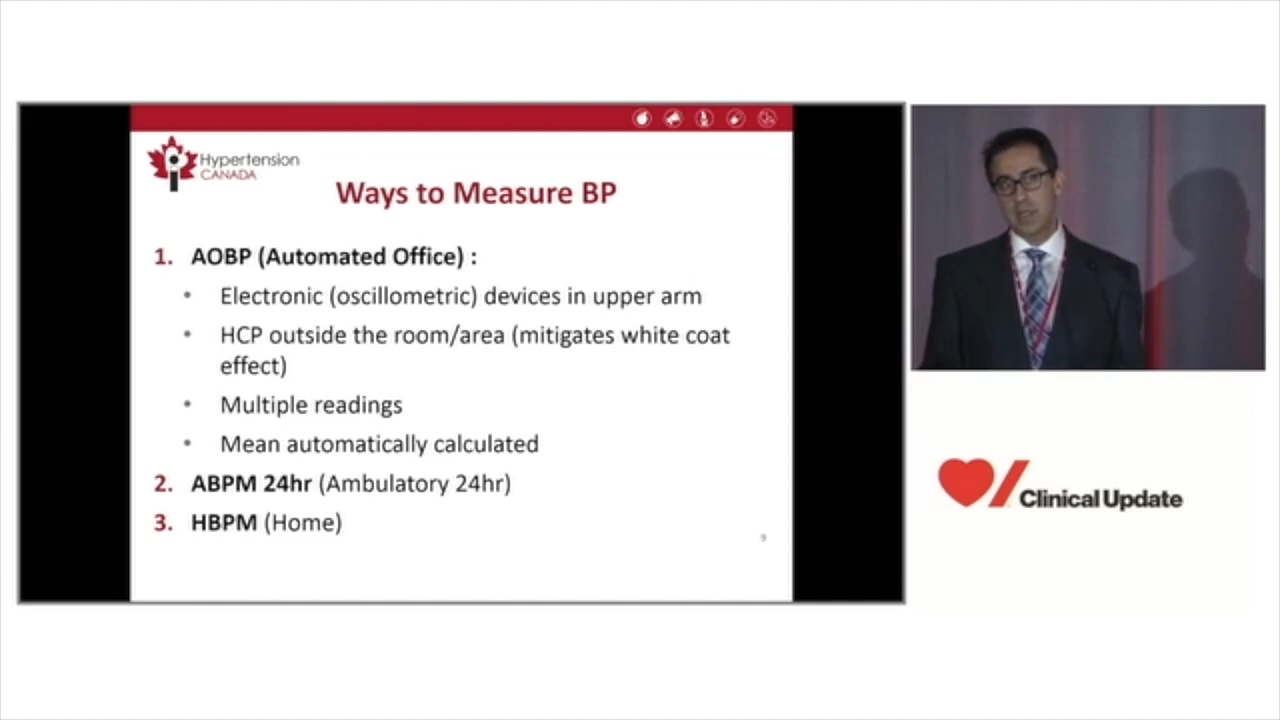 Hypertension
CANADA
Ways to Measure BP
1. AOBP (Automated Office) :
• Electronic (oscillometric) devices in upper arm
• HCP outside the room/area (mitigates white coat
effect)
• Multiple readings
• Mean automatically calculated
2. ABPM 24hr (Ambulatory 24hr)
3. HBPM (Home)
9
Clinical Update